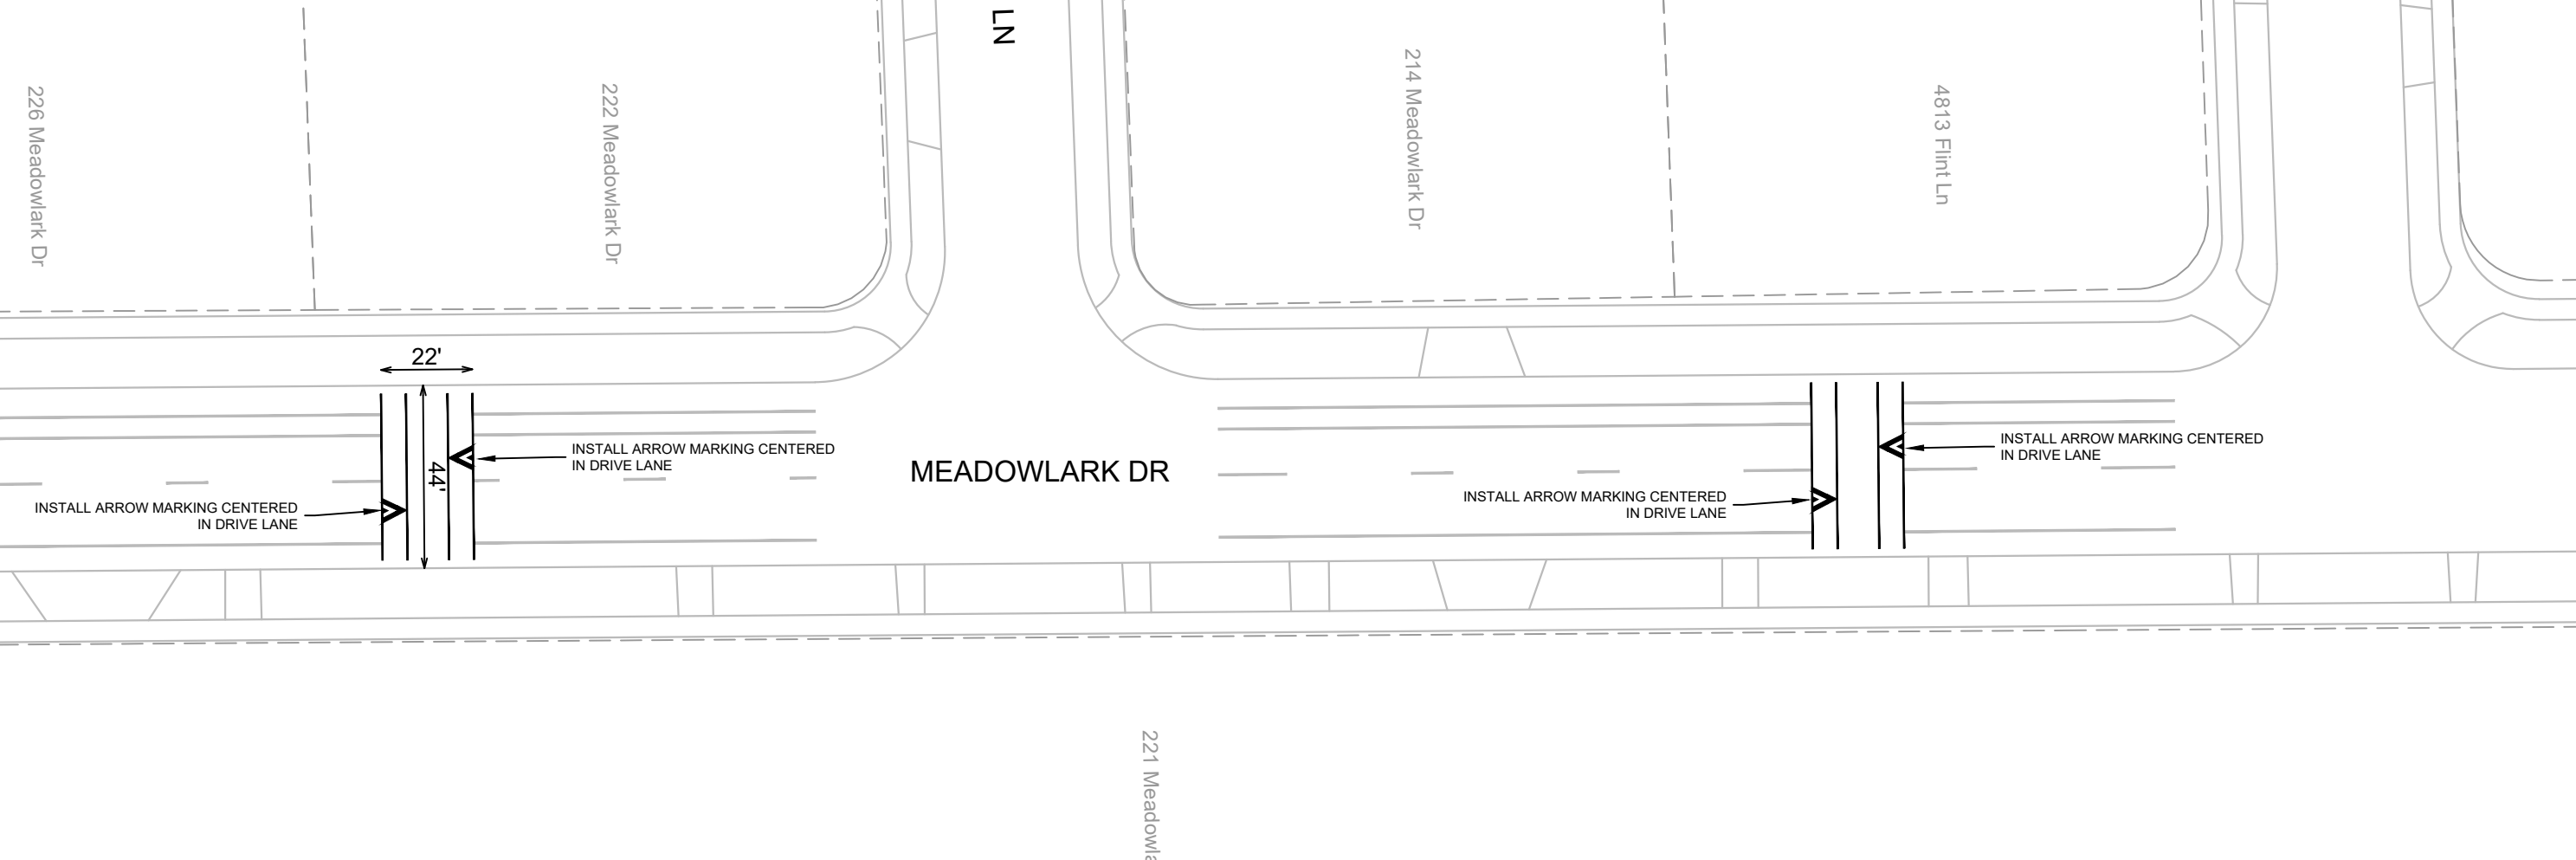 LN
226 Meadowlark Dr
222 Meadowlark Dr
214 Meadowlark Dr
4813 Flint Ln
22'
44'
INSTALL ARROW MARKING CENTERED
IN DRIVE LANE
INSTALL ARROW MARKING CENTERED
IN DRIVE LANE
MEADOWLARK DR
INSTALL ARROW MARKING CENTERED
IN DRIVE LANE
INSTALL ARROW MARKING CENTERED
IN DRIVE LANE
221 Meadowla